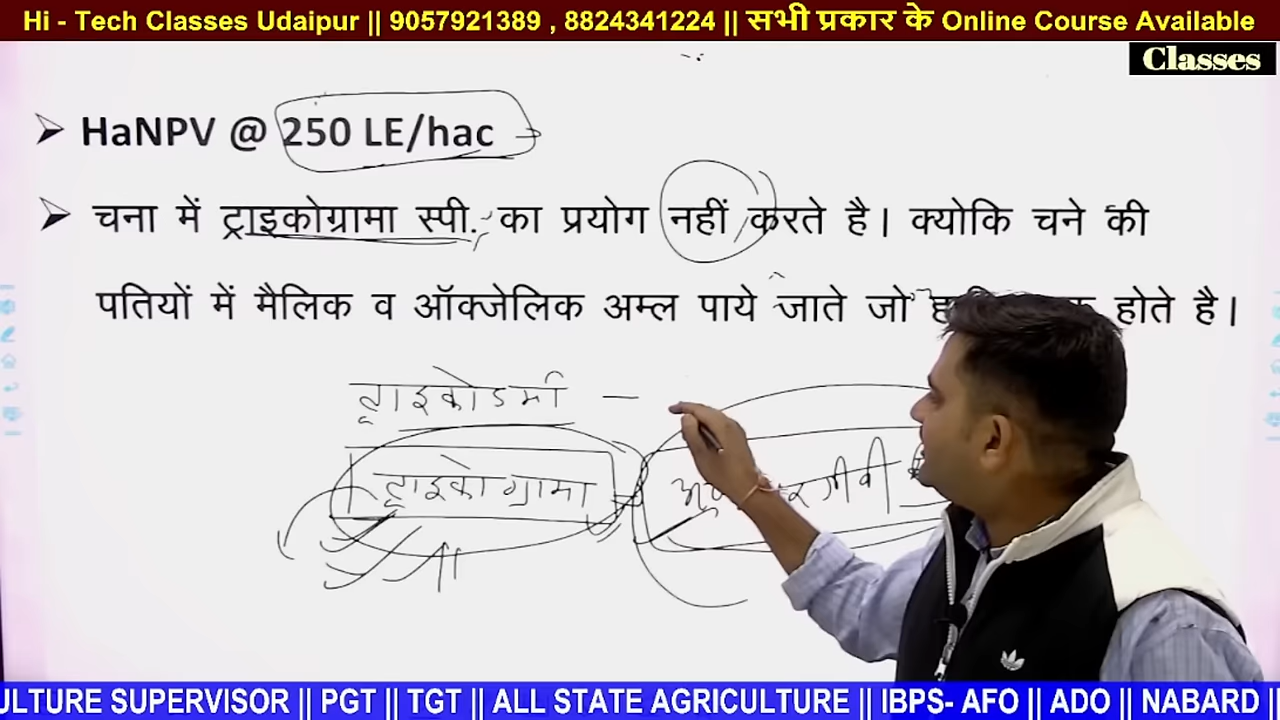 Hi - Tech Classes Udaipur || 9057921389 , 8824341224 || सभी प्रकार के Online Course Available
Classes
➢ HaNPV @ 250 LE/hac
➢ चना में ट्राइकोग्रामा स्पी. का प्रयोग नहीं करते है। क्योकि चने की
पतियों में मैलिक व ऑक्जेलिक अम्ल पाये जाते जो होते है।
ट्राइकोडर्मा —
ट्राइकोग्रामा
ULTURE SUPERVISOR || PGT || TGT || ALL STATE AGRICULTURE || IBPS- AFO || ADO || NABARD ||